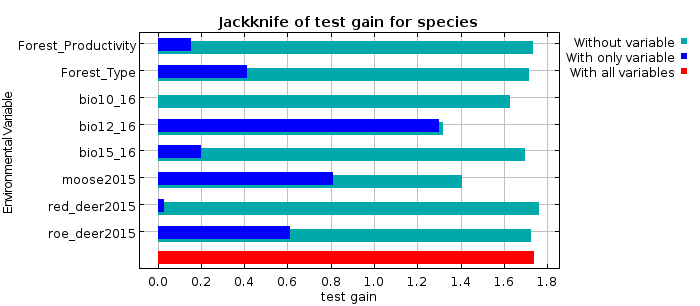 Jackknife of test gain for species
Environmental Variable
Forest_Productivity
Forest_Type
bio10_16
bio12_16
bio15_16
moose2015
red_deer2015
roe_deer2015
Without variable
With only variable
With all variables
0.0 0.2 0.4 0.6 0.8 1.0 1.2 1.4 1.6 1.8
test gain